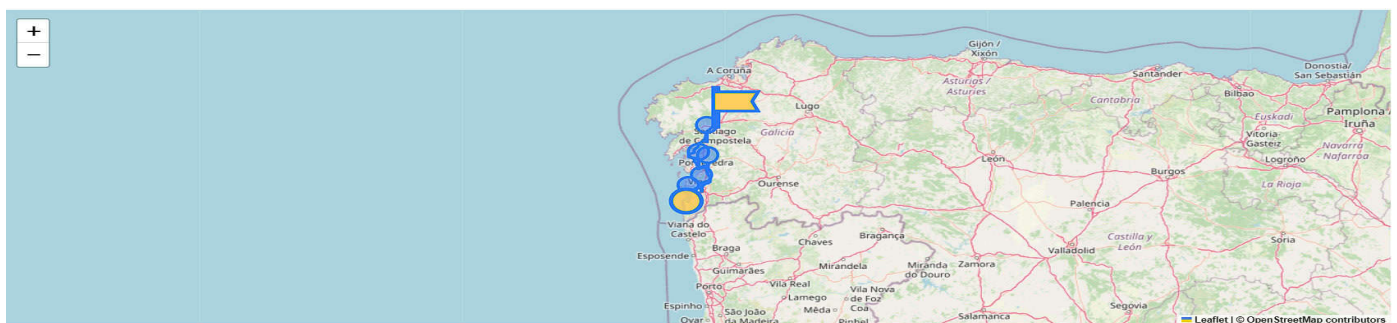 +
−
Gijón /
Xixón
A Coruña
Santander
Donostia/
San Sebastián
Asturias /
Asturies
Bilbao
Cantabria
Lugo
Pamplona /
Iruña
Euskadi
Santiago
de Compostela
Galicia
Vitoria-
Gasteiz
Navarra -
Nafarroa
León
Logroño
Burgos
Ourense
La Rioja
Palencia
Viana do
Castelo
Bragança
Castilla y
León
Soria
Chaves
Braga
Valladolid
Esposende
Mirandela
Miranda
do Douro
Zamora
Guimarães
Vila Real
Porto
Vila Nova
de Foz
Coa
Lamego
Espinho
Segovia
São João
da Madeira
Mêda
Salamanca
Ovar
Pinhel
Leaflet | © OpenStreetMap contributors